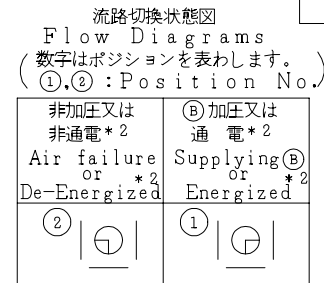 流路切換状態図
Flow Diagrams
(数字はポジションを表わします。
①,②:Position No.)
非加圧又は
非通電*2
Air failure
or
De-Energized*2
Ⓑ加圧又は
通 電*2
Supplying Ⓑ
or
Energized*2
②
①